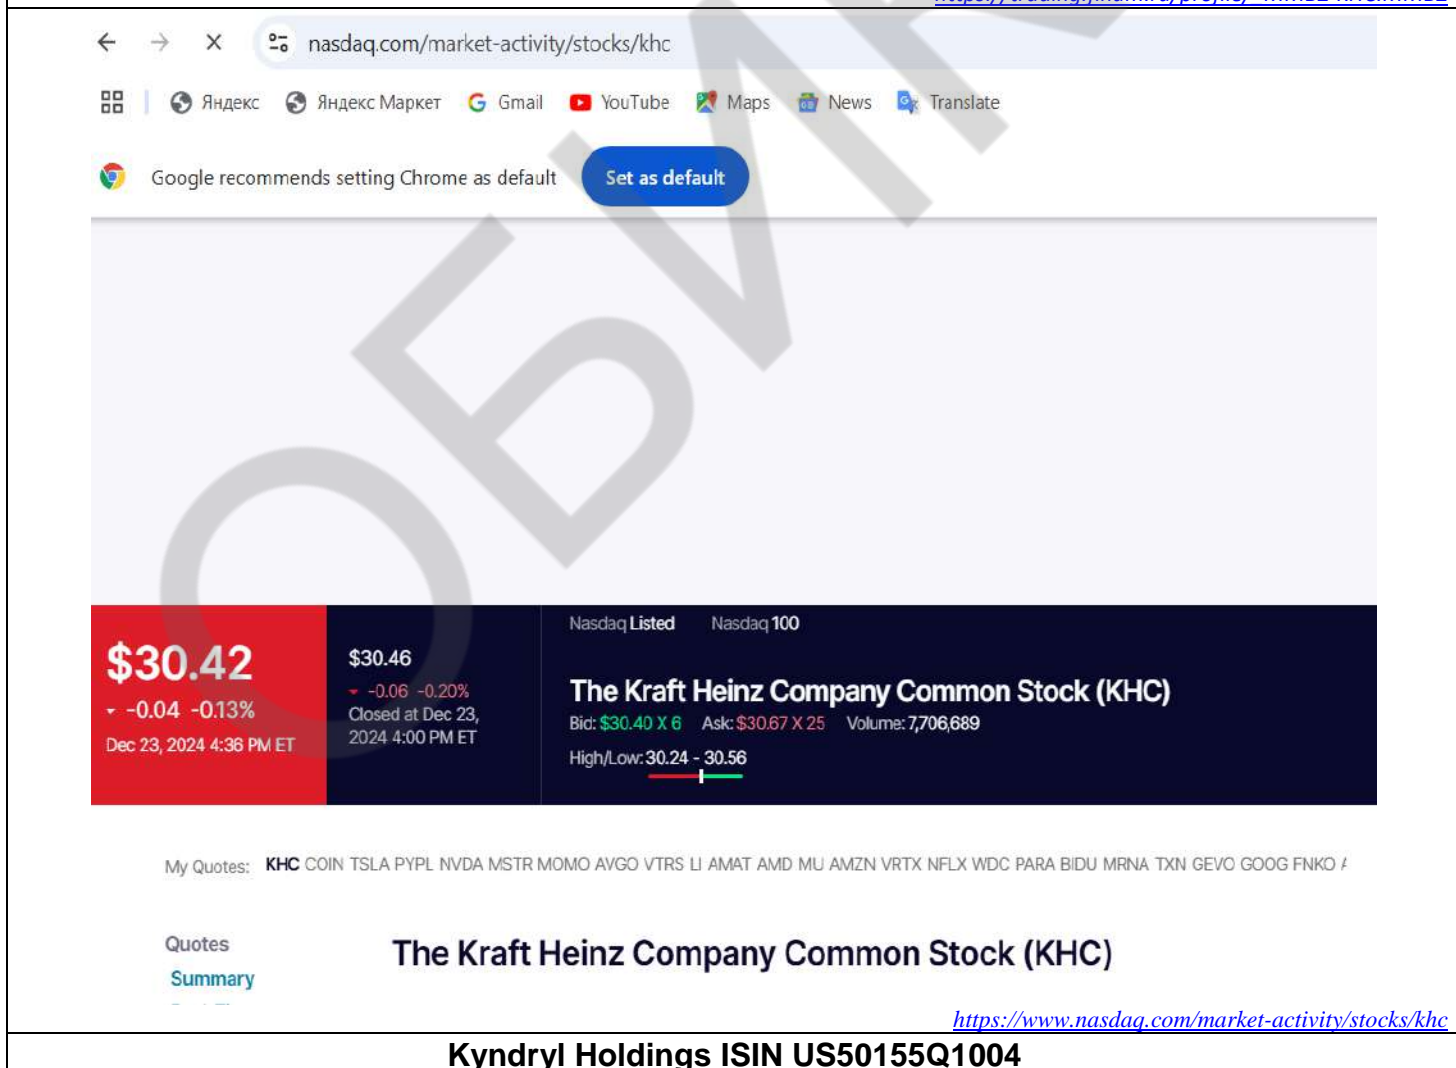 nasdaq.com/market-activity/stocks/khc
Яндекс Яндекс Маркет Gmail YouTube Maps News Translate
Google recommends setting Chrome as default Set as default
ОБИ
Nasdaq Listed Nasdaq 100
$30.42
-0.04 -0.13%
Dec 23, 2024 4:36 PM ET
$30.46
-0.06 -0.20%
Closed at Dec 23,
2024 4:00 PM ET
The Kraft Heinz Company Common Stock (KHC)
Bid: $30.40 X 6 Ask: $30.67 X 25 Volume: 7,706,689
High/Low: 30.24 - 30.56
My Quotes: KHC COIN TSLA PYPL NVDA MSTR MOMO AVGO VTRS LI AMAT AMD MU AMZN VRTX NFLX WDC PARA BIDU MRNA TXN GEVO GOOG FNKO
Quotes
Summary
The Kraft Heinz Company Common Stock (KHC)
https://www.nasdaq.com/market-activity/stocks/khc
Kyndryl Holdings ISIN US50155Q1004